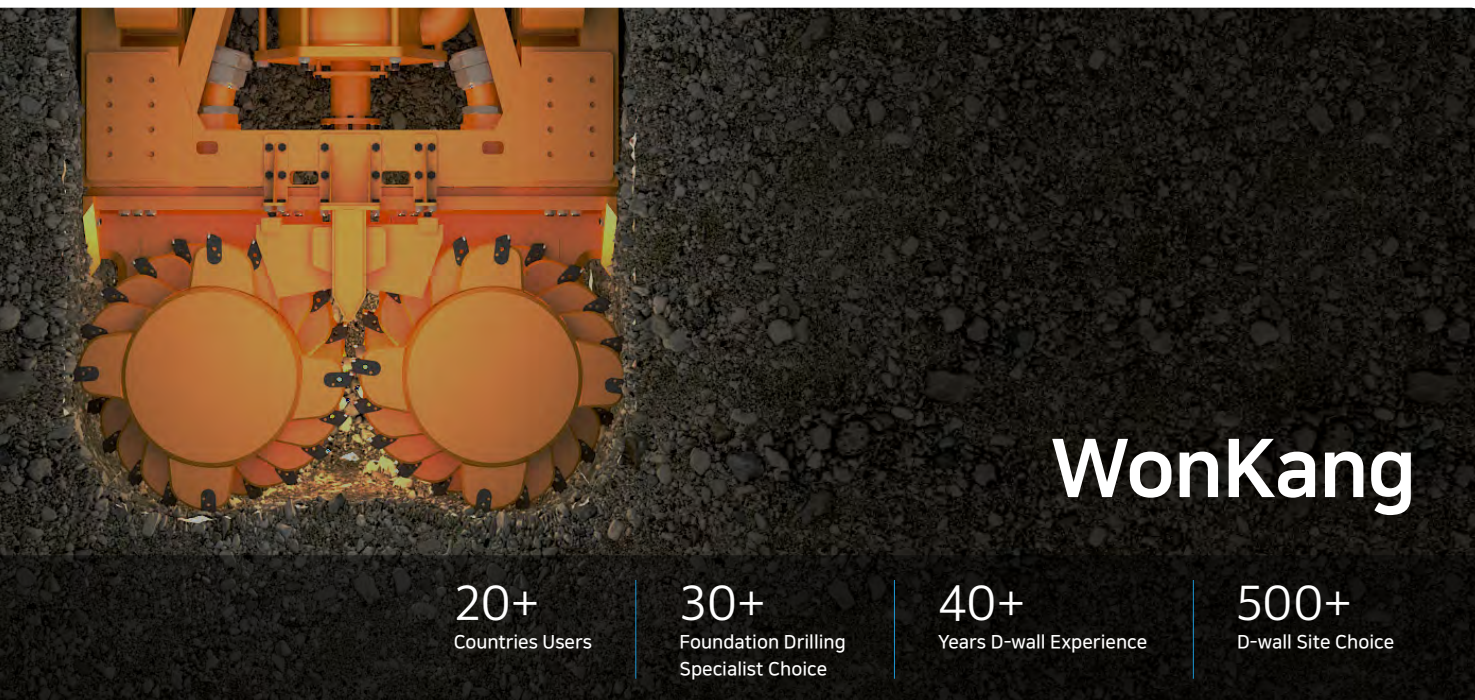 WonKang
20+
Countries Users
30+
Foundation Drilling
Specialist Choice
40+
Years D-wall Experience
500+
D-wall Site Choice